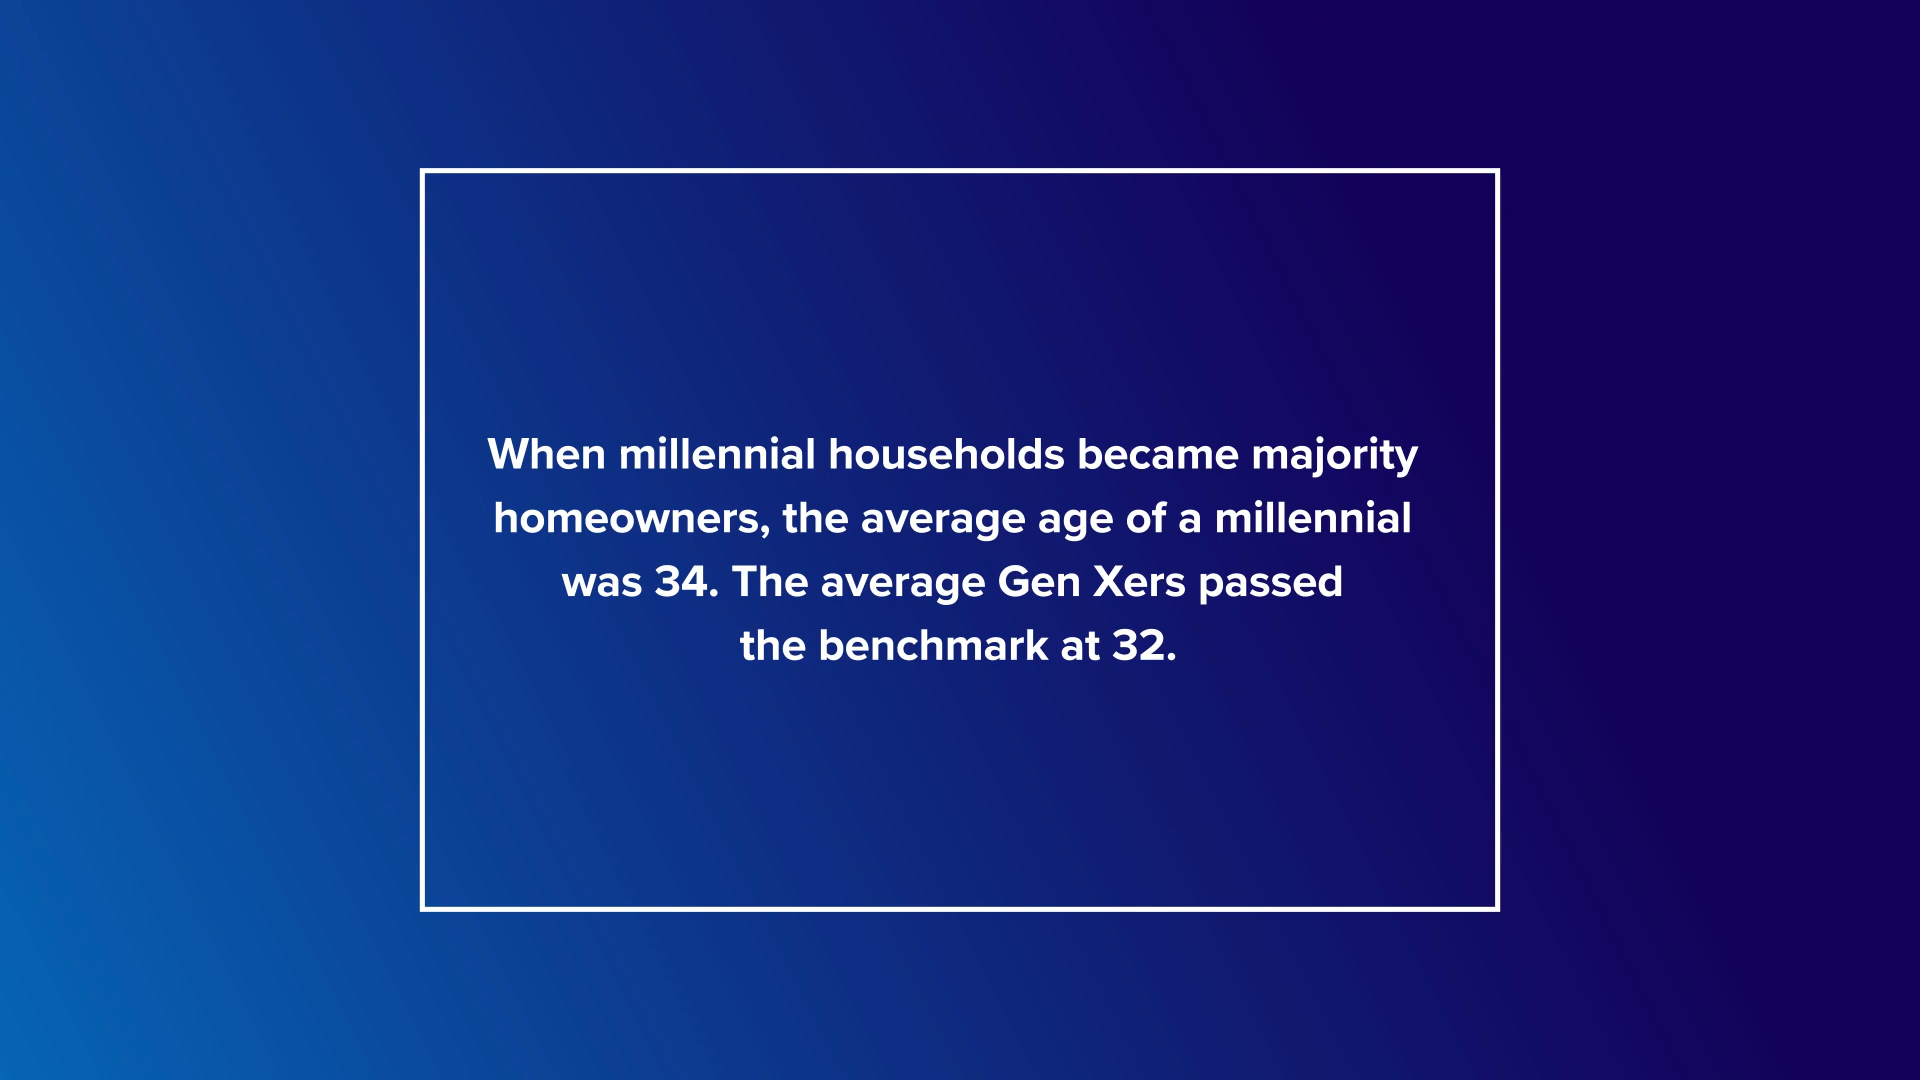 When millennial households became majority
homeowners, the average age of a millennial
was 34. The average Gen Xers passed
the benchmark at 32.